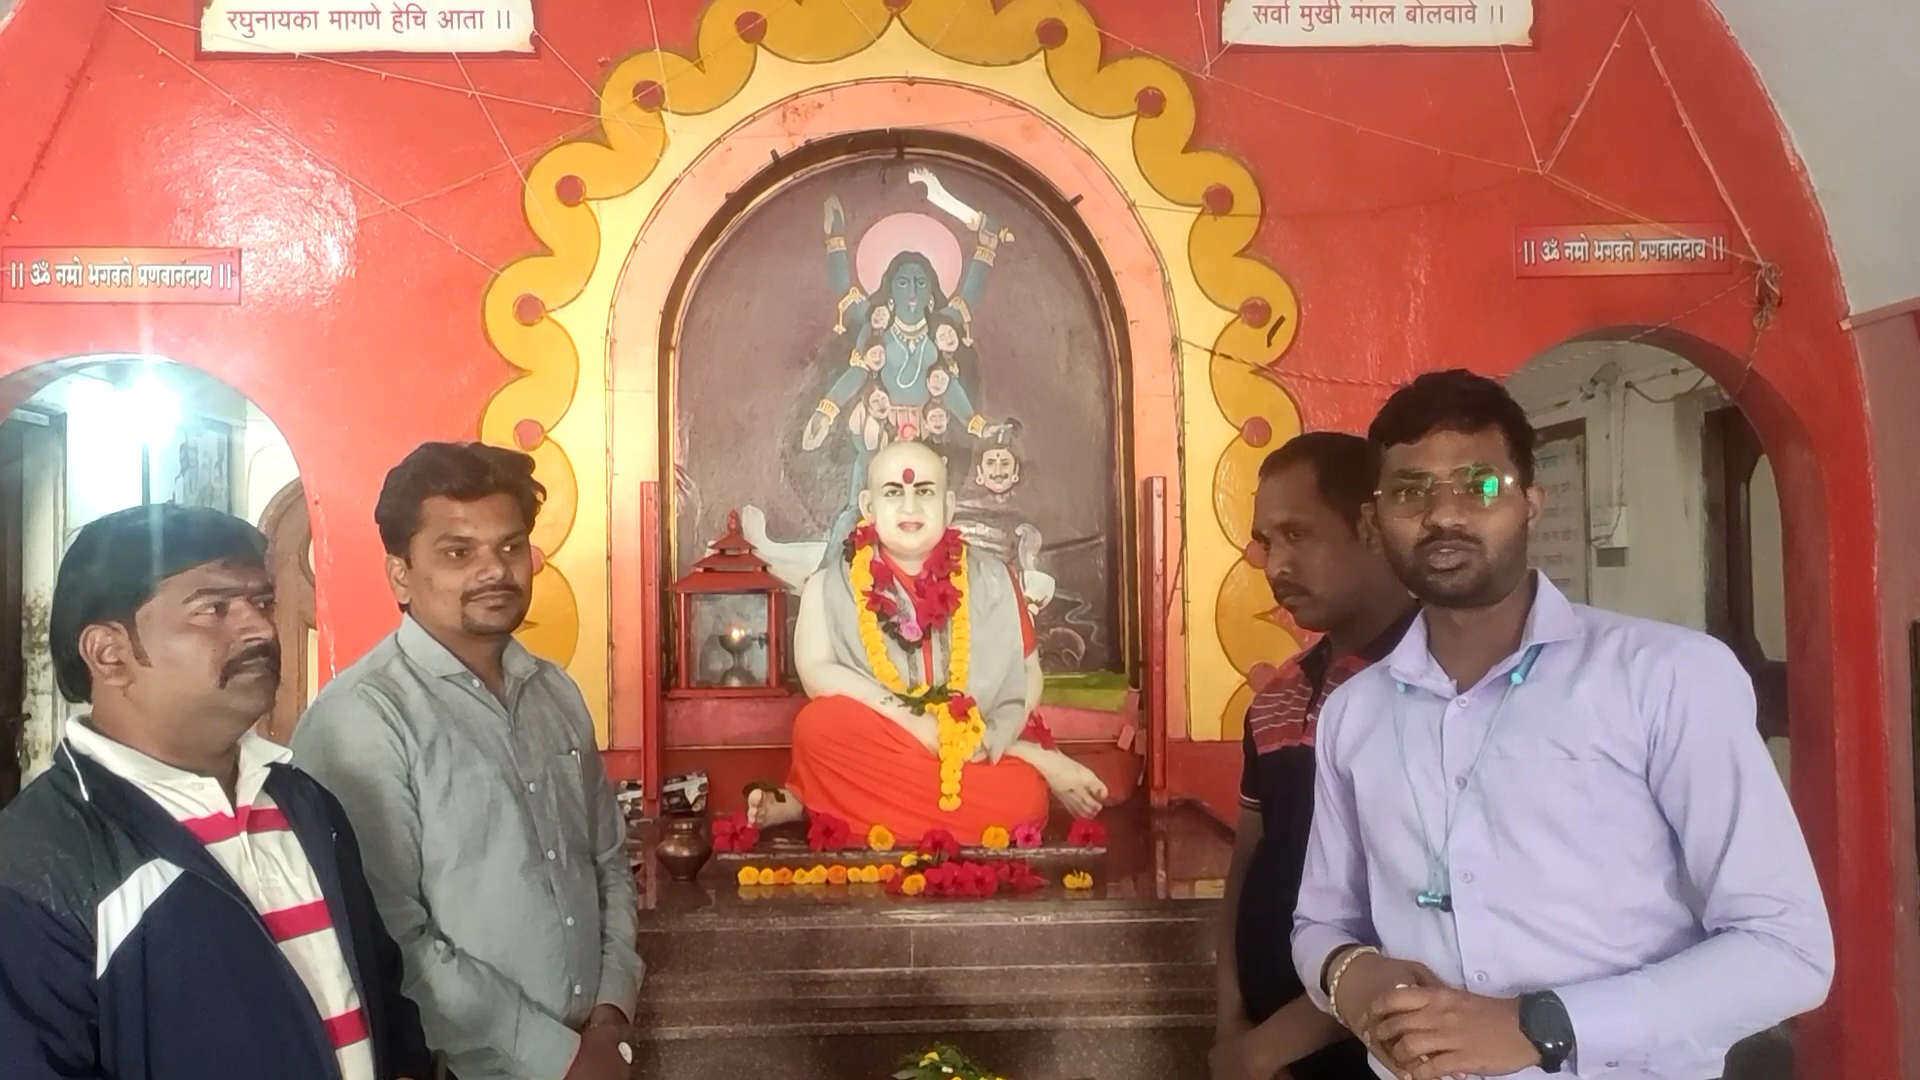 रघुनायका मागणे हेचि आता ।।
सर्वा मुखी मंगल बोलवावे ।।
|| ॐ नमो भगवते प्रणवानंदाय ||
|| ॐ नमो भगवते प्रणवानंदाय ||